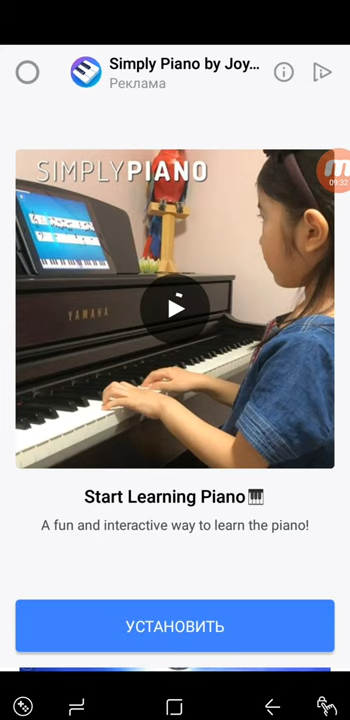 Simply Piano by Joy...
Реклама
SIMPLYPIANO
09:32
YAMAHA
Start Learning Piano🎹
A fun and interactive way to learn the piano!
УСТАНОВИТЬ